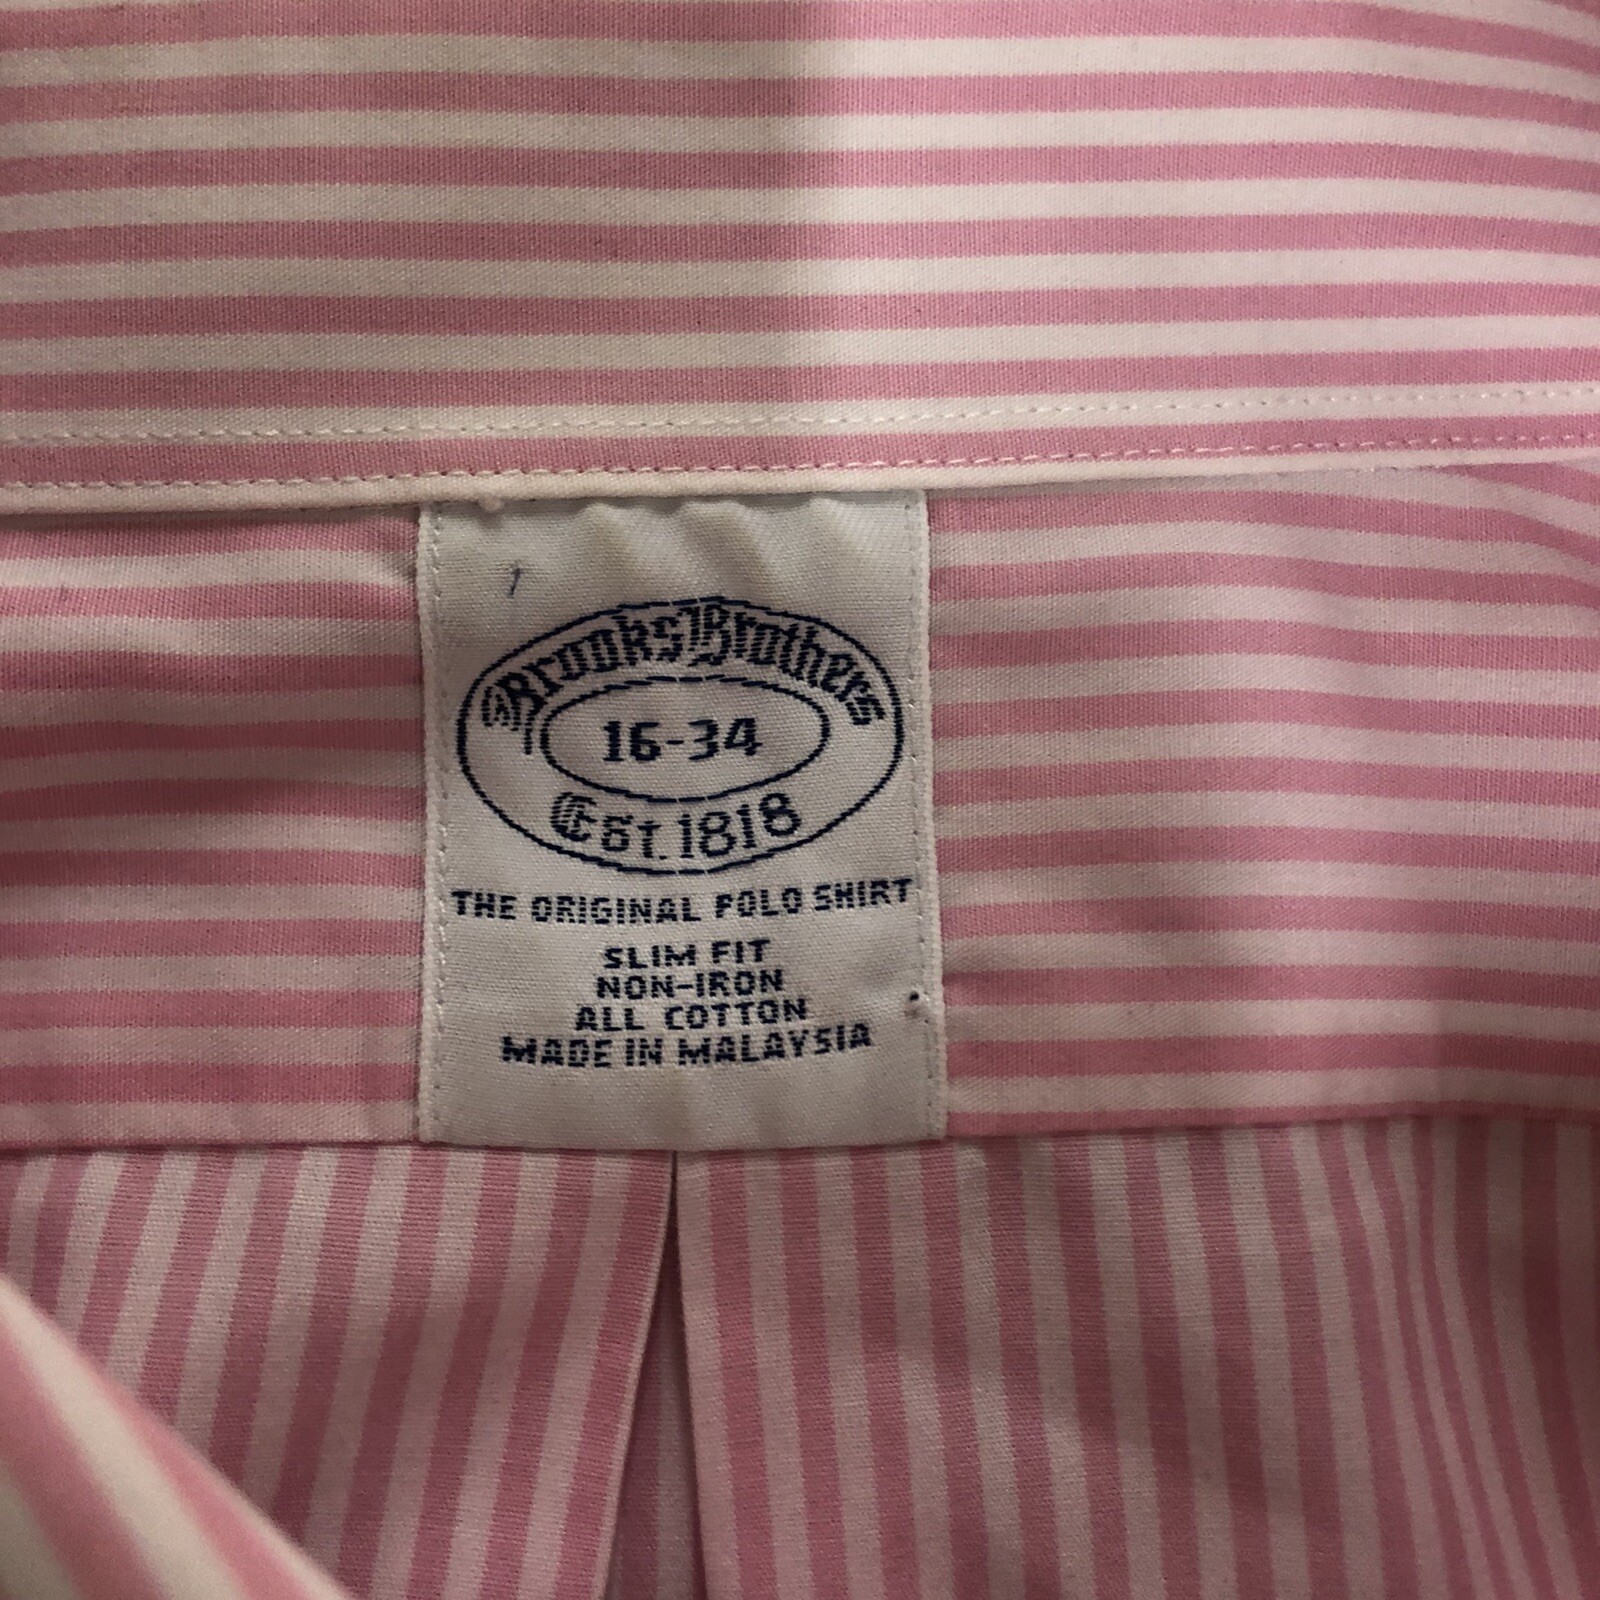 Brooks Brothers
16-34
Est. 1818
THE ORIGINAL POLO SHIRT
SLIM FIT
NON-IRON
ALL COTTON
MADE IN MALAYSIA